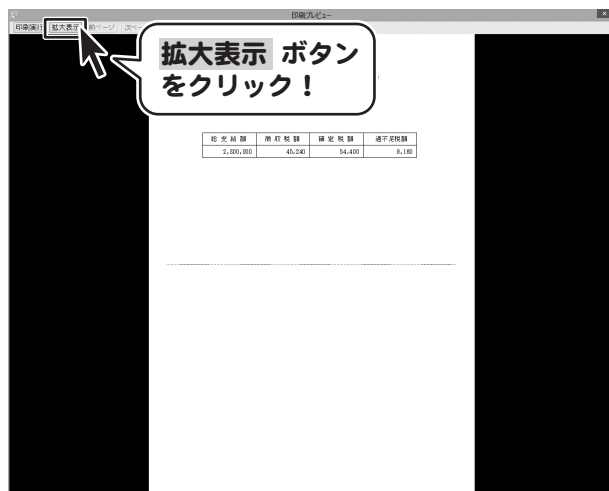 印刷プレビュー
印刷実行 拡大表示 前ページ 次ペー
拡大表示 ボタン
をクリック！
総支給額 徴収税額 確定税額 過不足税額
2,800,000 45,240 54,400 9,160